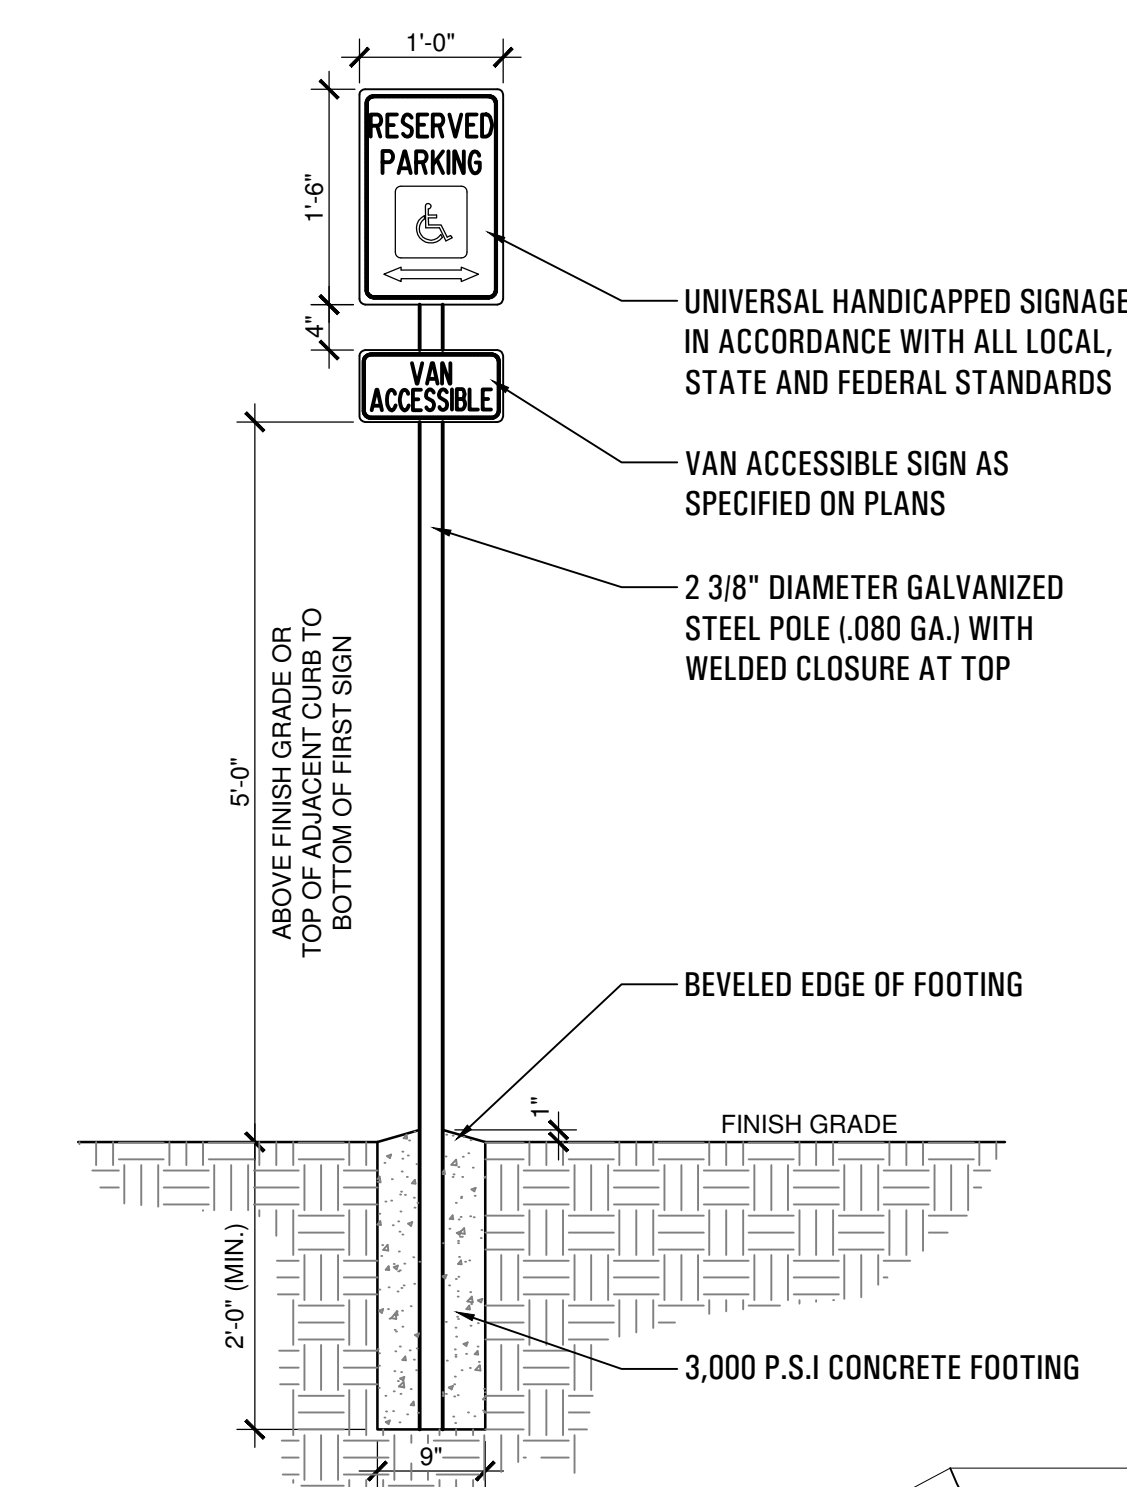 1'-0"
RESERVED
PARKING
1'-6"
4"
VAN
ACCESSIBLE
UNIVERSAL HANDICAPPED SIGNAGE
IN ACCORDANCE WITH ALL LOCAL,
STATE AND FEDERAL STANDARDS
VAN ACCESSIBLE SIGN AS
SPECIFIED ON PLANS
2 3/8" DIAMETER GALVANIZED
STEEL POLE (.080 GA.) WITH
WELDED CLOSURE AT TOP
5'-0"
ABOVE FINISH GRADE OR
TOP OF ADJACENT CURB TO
BOTTOM OF FIRST SIGN
BEVELED EDGE OF FOOTING
1"
FINISH GRADE
2'-0" (MIN.)
3,000 P.S.I CONCRETE FOOTING
9"